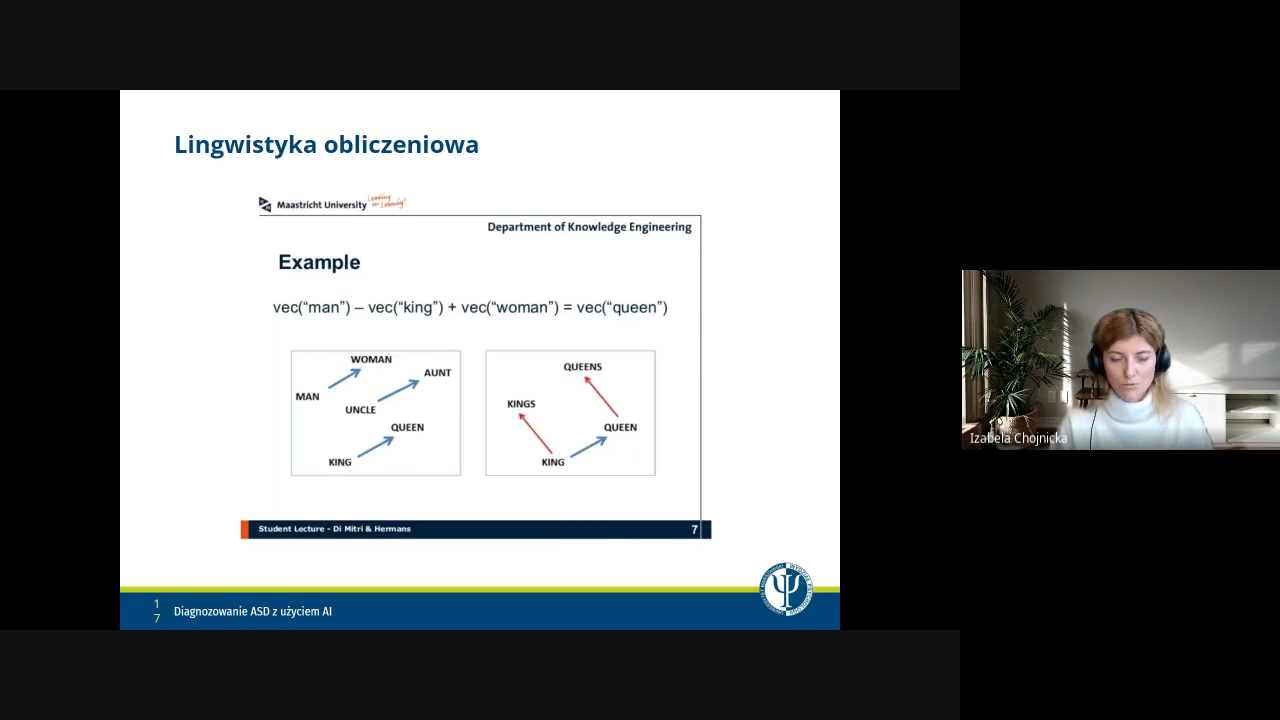 Lingwistyka obliczeniowa
Maastricht University
Department of Knowledge Engineering
Example
vec(“man”) – vec(“king”) + vec(“woman”) = vec(“queen”)
WOMAN
AUNT
MAN
UNCLE
QUEEN
KING
QUEENS
KINGS
QUEEN
KING
Student Lecture - Di Mitri & Hermans
7
17
Diagnozowanie ASD z użyciem AI
Izabela Chojnicka